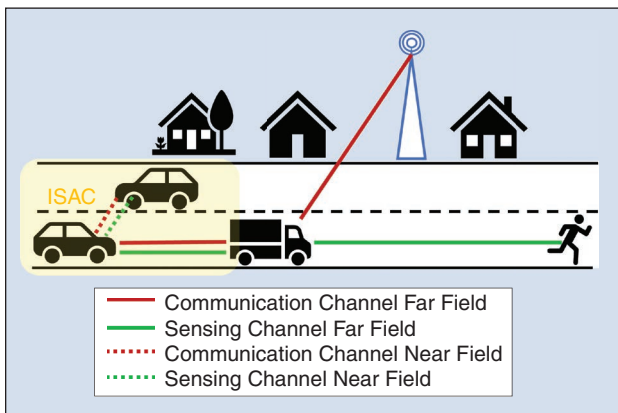 ISAC
Communication Channel Far Field
Sensing Channel Far Field
Communication Channel Near Field
Sensing Channel Near Field